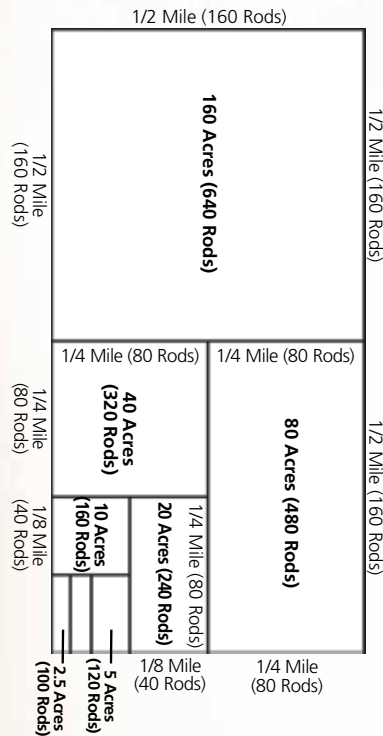 1/2 Mile (160 Rods)
1/2 Mile
(160 Rods)
160 Acres (640 Rods)
1/2 Mile (160 Rods)
1/4 Mile (80 Rods)
1/4 Mile (80 Rods)
1/4 Mile
(80 Rods)
40 Acres
(320 Rods)
80 Acres (480 Rods)
1/2 Mile (160 Rods)
1/8 Mile
(40 Rods)
10 Acres
(160 Rods)
20 Acres (240 Rods)
1/4 Mile (80 Rods)
1/8 Mile
(40 Rods)
1/4 Mile
(80 Rods)
2.5 Acres
(100 Rods)
5 Acres
(120 Rods)